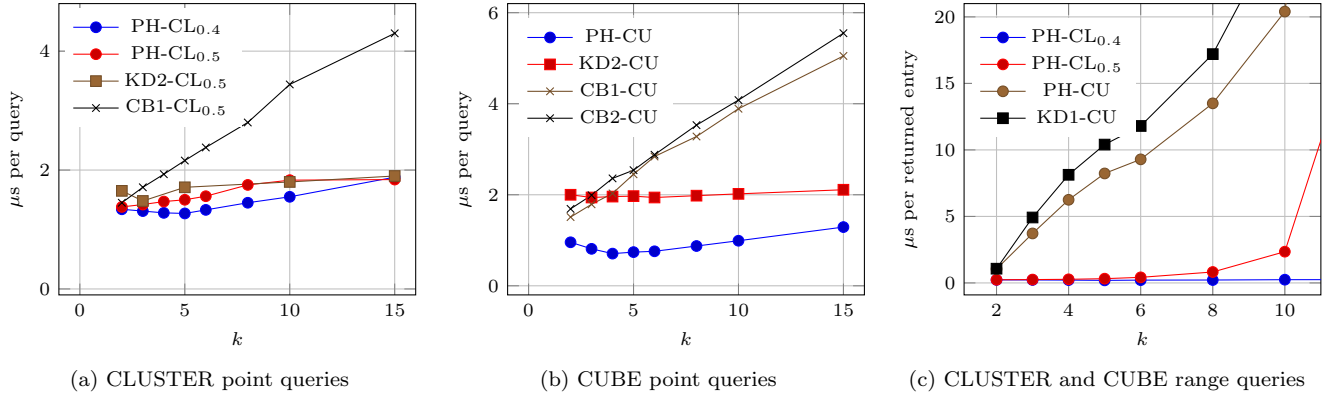 PH-CL0.4
PH-CL0.5
KD2-CL0.5
CB1-CL0.5
4
2
0
µs per query
0 5 10 15
k
(a) CLUSTER point queries
PH-CU
KD2-CU
CB1-CU
CB2-CU
6
4
2
0
µs per query
0 5 10 15
k
(b) CUBE point queries
PH-CL0.4
PH-CL0.5
PH-CU
KD1-CU
20
15
10
5
0
µs per returned entry
2 4 6 8 10
k
(c) CLUSTER and CUBE range queries